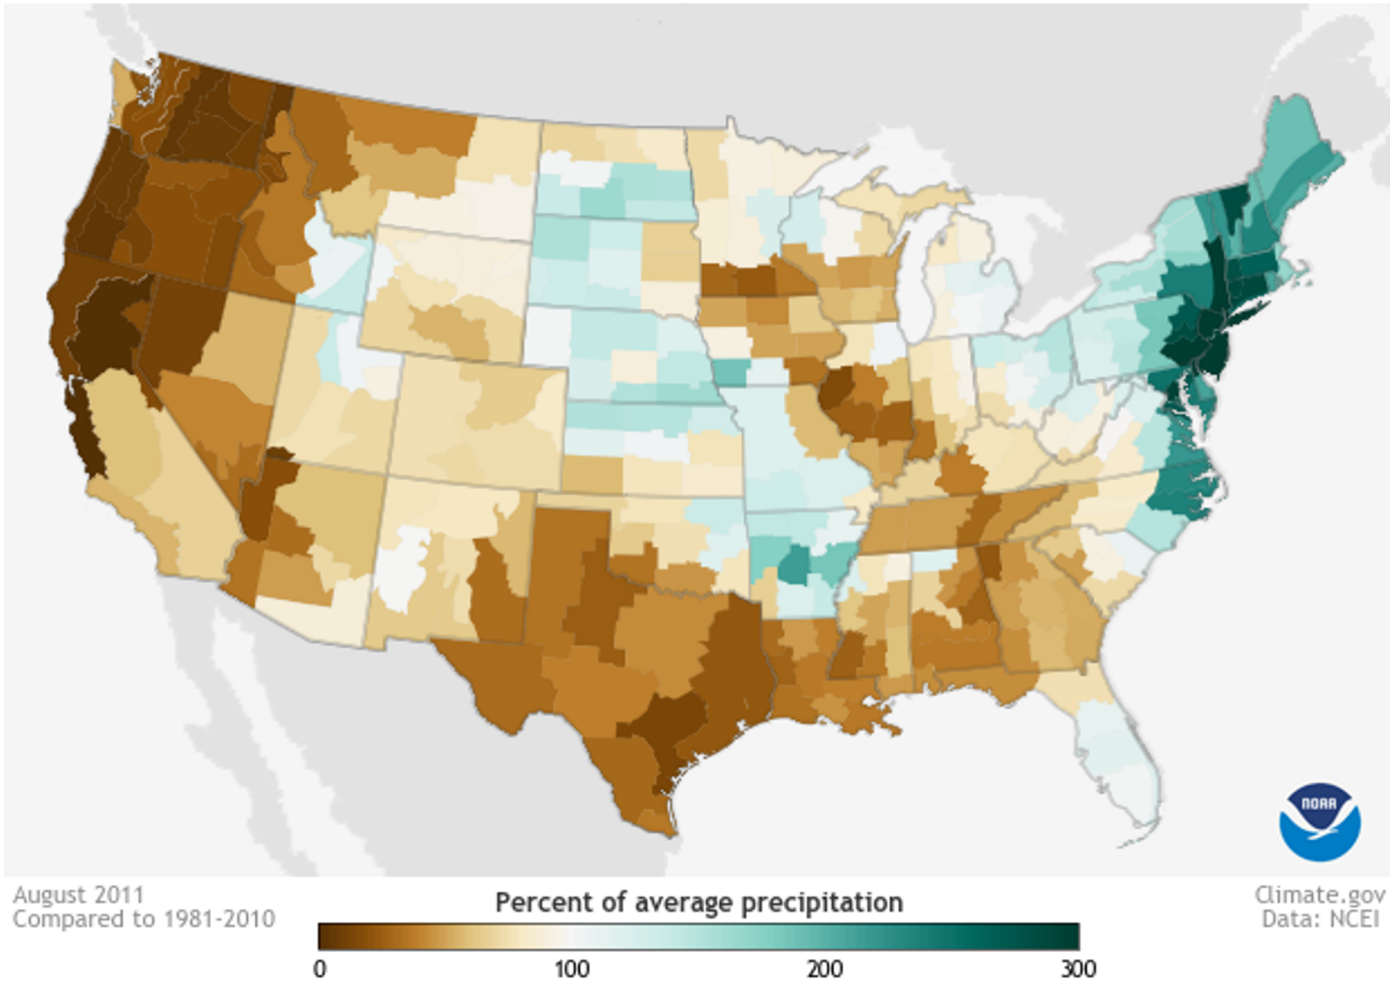 NOAA
August 2011
Compared to 1981-2010
Percent of average precipitation
0 100 200 300
Climate.gov
Data: NCEI